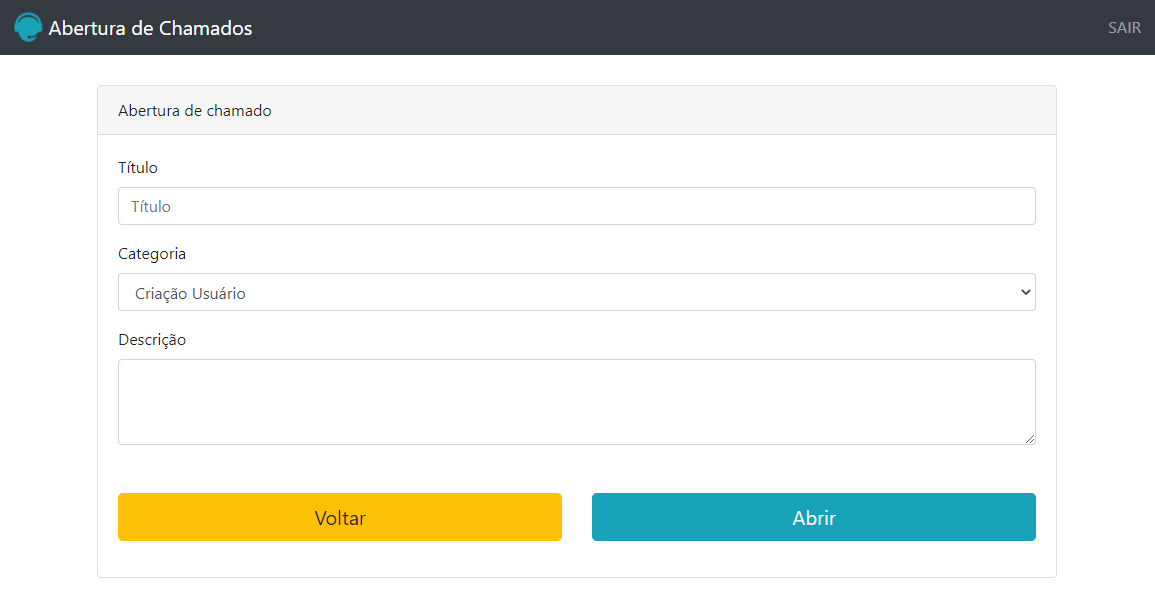 Abertura de Chamados
SAIR
Abertura de chamado
Título
Título
Categoria
Criação Usuário
Descrição
Voltar
Abrir